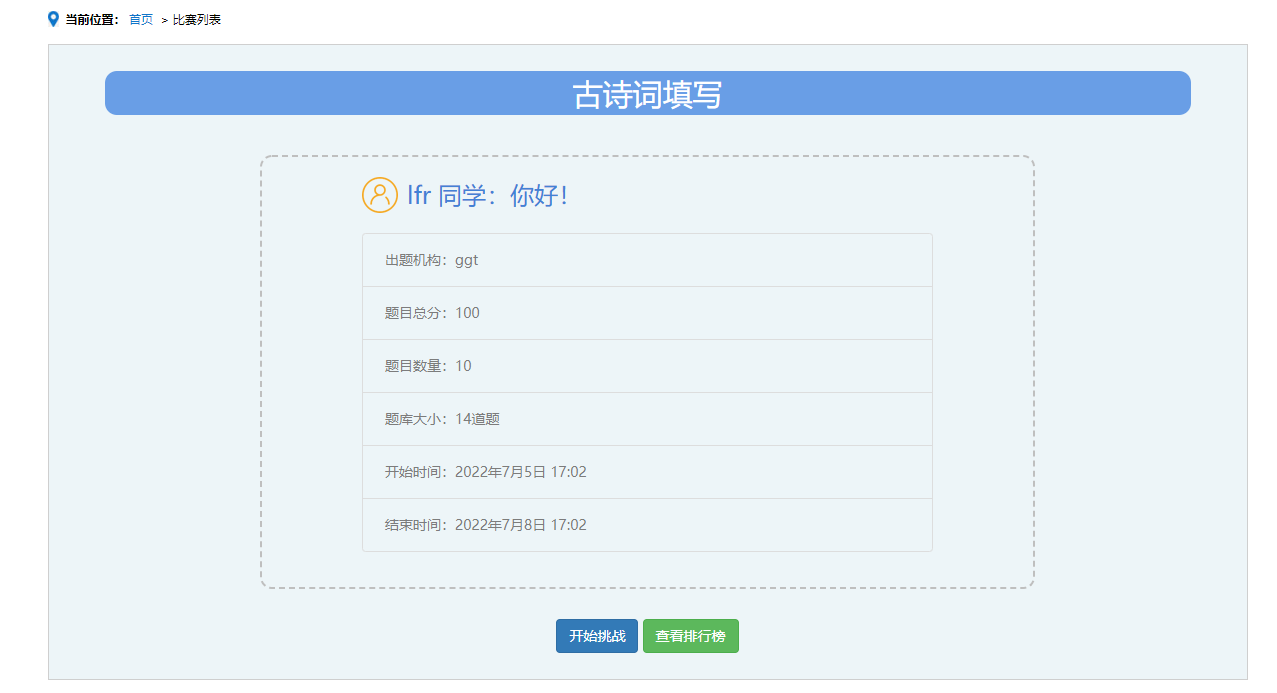 当前位置： 首页 > 比赛列表
古诗词填写
lfr 同学：你好！
出题机构：ggt
题目总分：100
题目数量：10
题库大小：14道题
开始时间：2022年7月5日 17:02
结束时间：2022年7月8日 17:02
开始挑战 查看排行榜